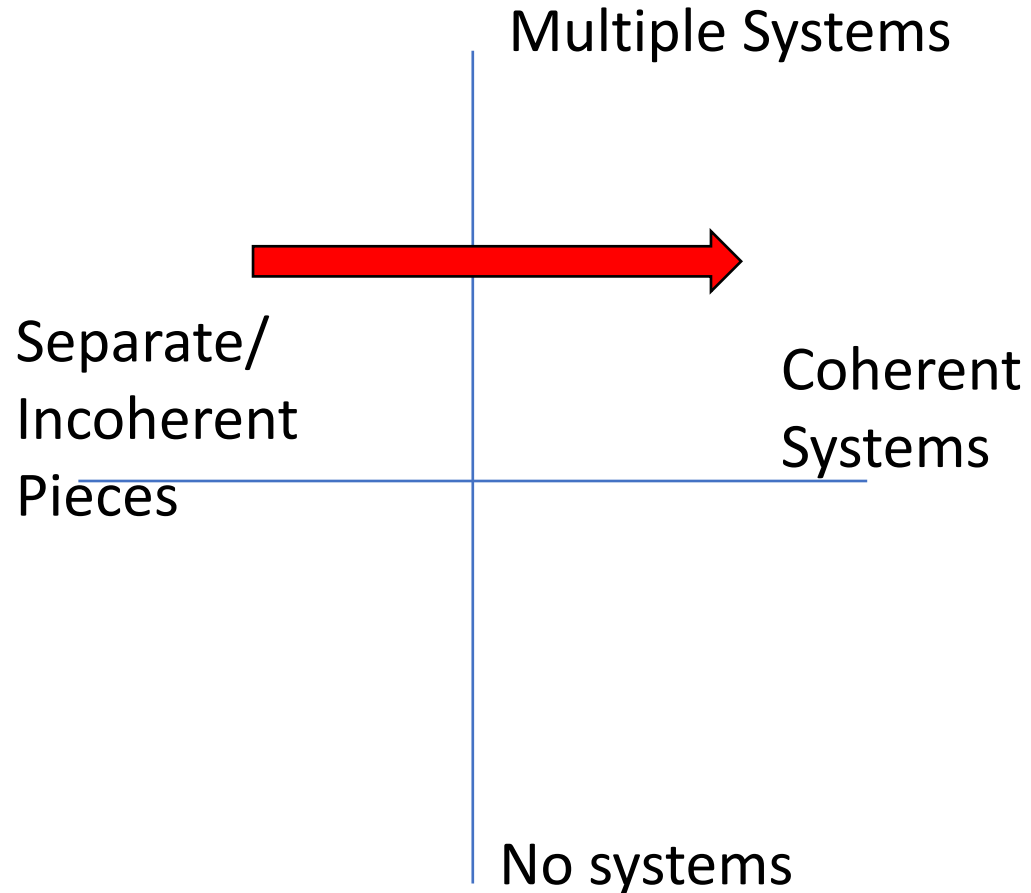 Multiple Systems
Separate/
Incoherent
Pieces
Coherent
Systems
No systems